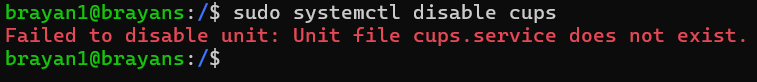 brayan1@brayans:/$ sudo systemctl disable cups
Failed to disable unit: Unit file cups.service does not exist.
brayan1@brayans:/$